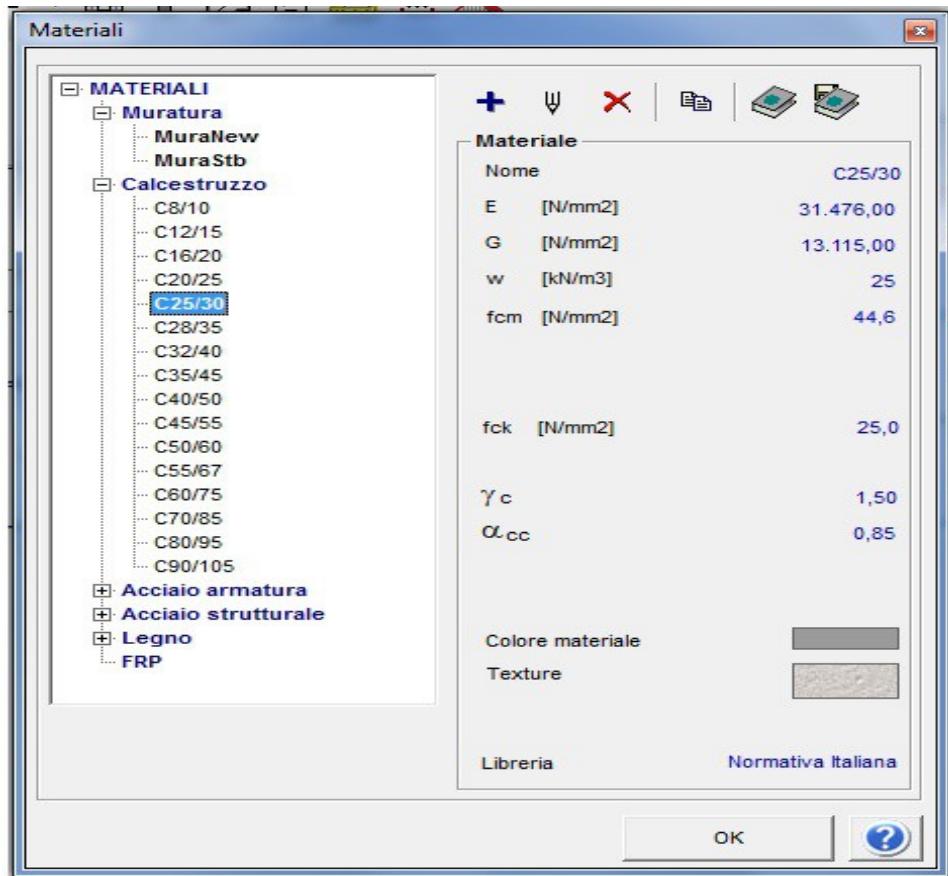 Materiali
MATERIALI
Muratura
MuraNew
MuraStb
Calcestruzzo
C8/10
C12/15
C16/20
C20/25
C25/30
C28/35
C32/40
C35/45
C40/50
C45/55
C50/60
C55/67
C60/75
C70/85
C80/95
C90/105
Acciaio armatura
Acciaio strutturale
Legno
FRP
Materiale
Nome C25/30
E [N/mm2] 31.476,00
G [N/mm2] 13.115,00
w [kN/m3] 25
fcm [N/mm2] 44,6
fck [N/mm2] 25,0
γc 1,50
αcc 0,85
Colore materiale
Texture
Libreria Normativa Italiana
OK
?